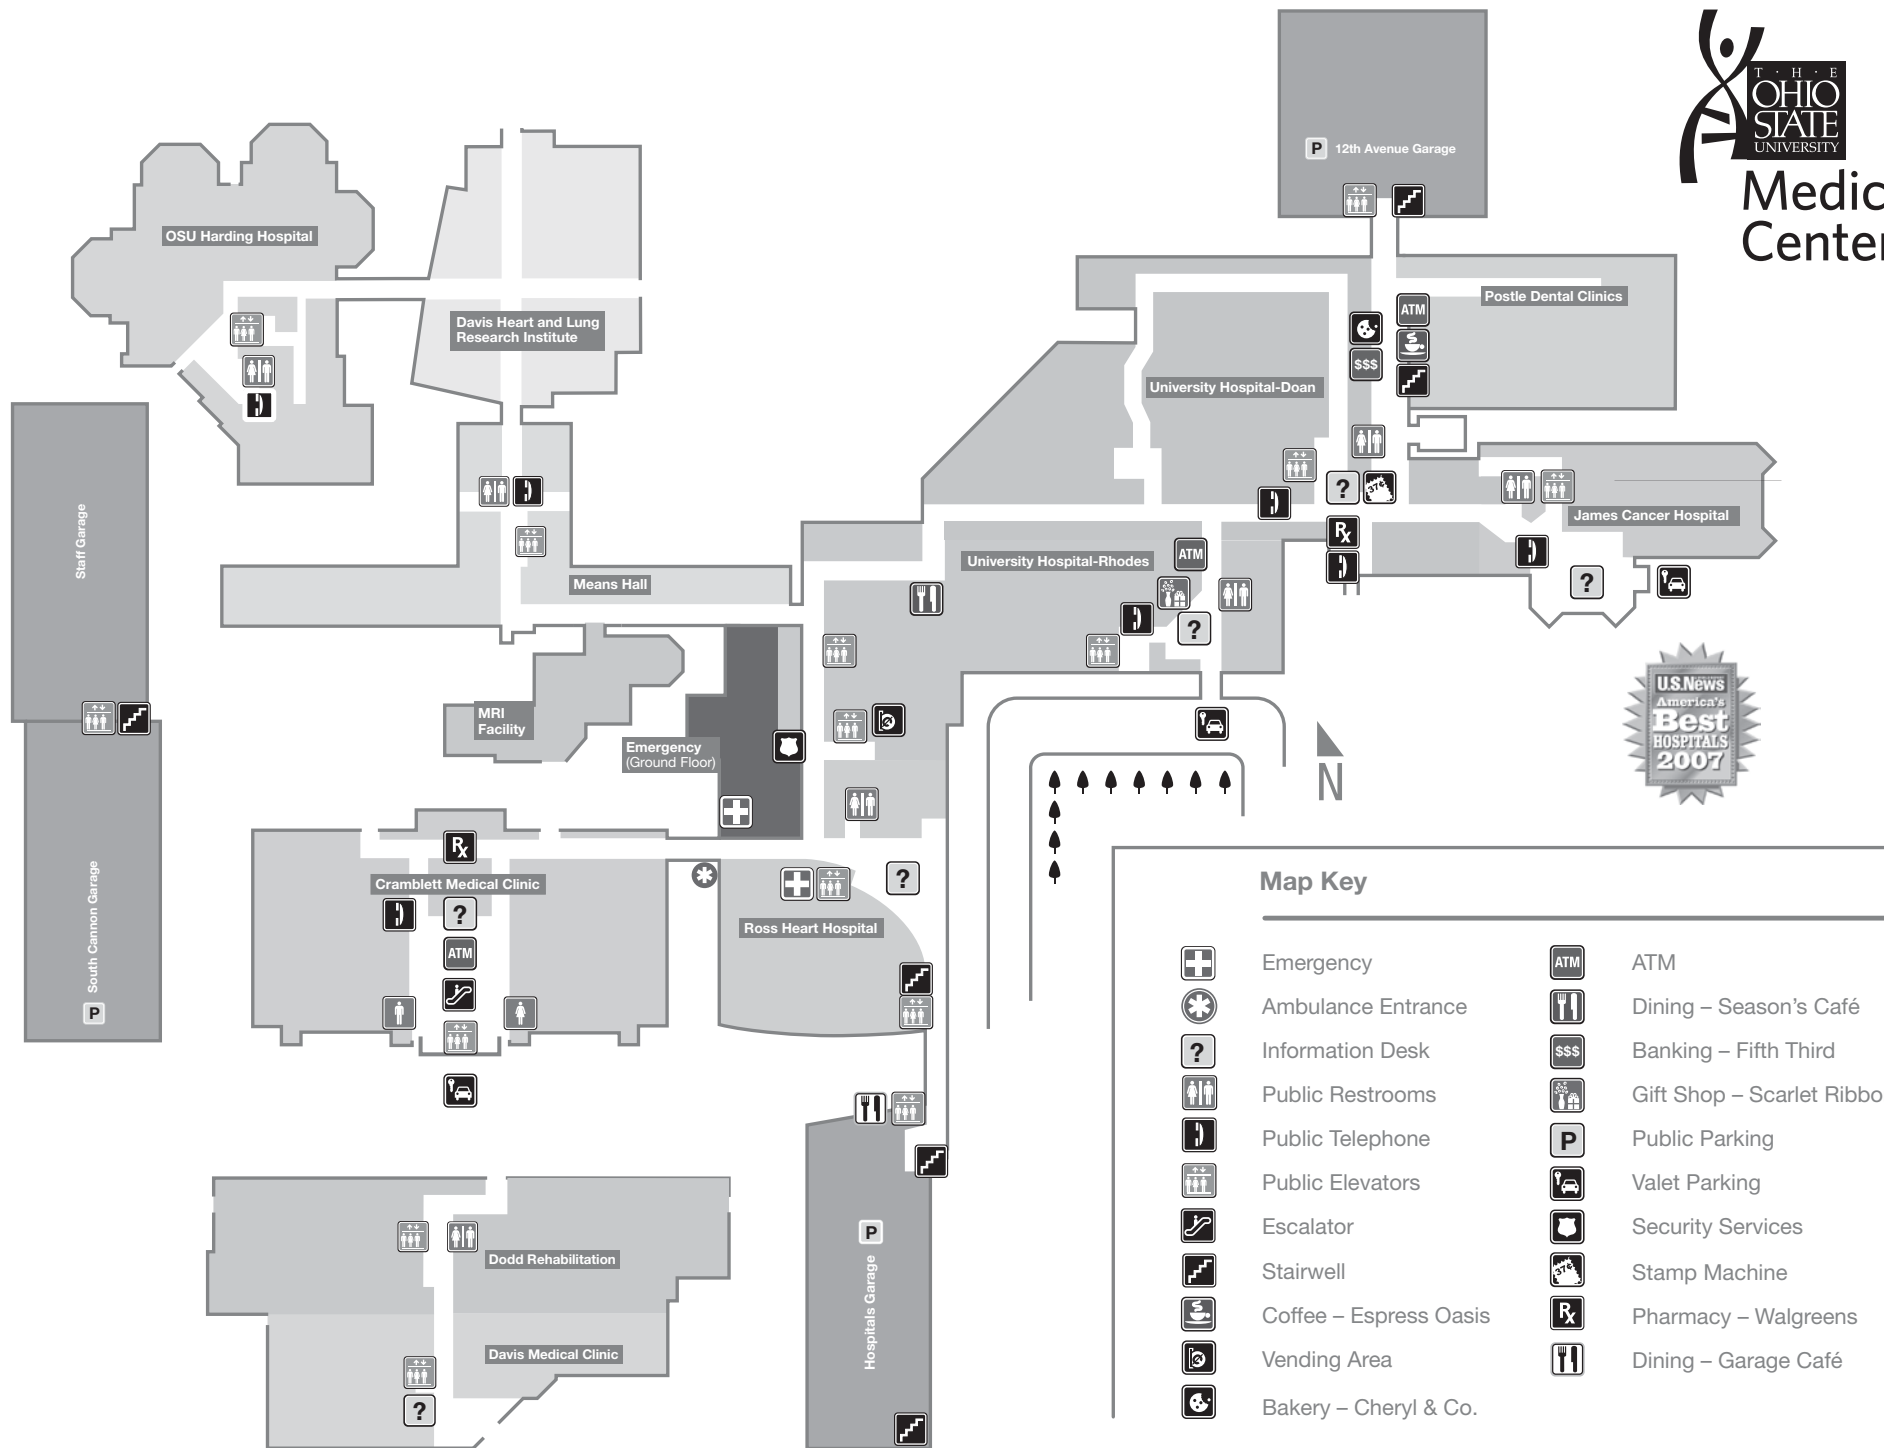 T · H · E
OHIO
STATE
UNIVERSITY
Medic
Center
P 12th Avenue Garage
OSU Harding Hospital
Davis Heart and Lung
Research Institute
Postle Dental Clinics
ATM
$$$
University Hospital-Doan
? 37¢
James Cancer Hospital
Rx
University Hospital-Rhodes
ATM
?
?
Staff Garage
Means Hall
MRI
Facility
Emergency
(Ground Floor)
N
U.S.News
America's
Best
HOSPITALS
2007
Rx
Cramblett Medical Clinic
?
ATM
?
Ross Heart Hospital
South Cannon Garage
P
Dodd Rehabilitation
Davis Medical Clinic
?
P
Hospitals Garage
Map Key
Emergency
Ambulance Entrance
? Information Desk
Public Restrooms
Public Telephone
Public Elevators
Escalator
Stairwell
Coffee – Espress Oasis
Vending Area
Bakery – Cheryl & Co.
ATM ATM
Dining – Season's Café
$$$ Banking – Fifth Third
Gift Shop – Scarlet Ribbo
P Public Parking
Valet Parking
Security Services
37¢ Stamp Machine
Rx Pharmacy – Walgreens
Dining – Garage Café